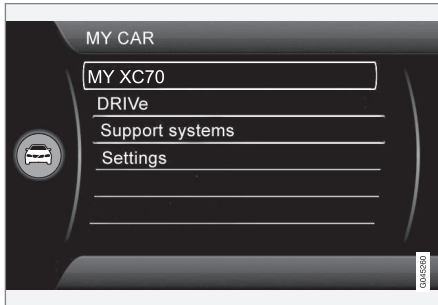 MY CAR
MY XC70
DRIVe
Support systems
Settings
G045260